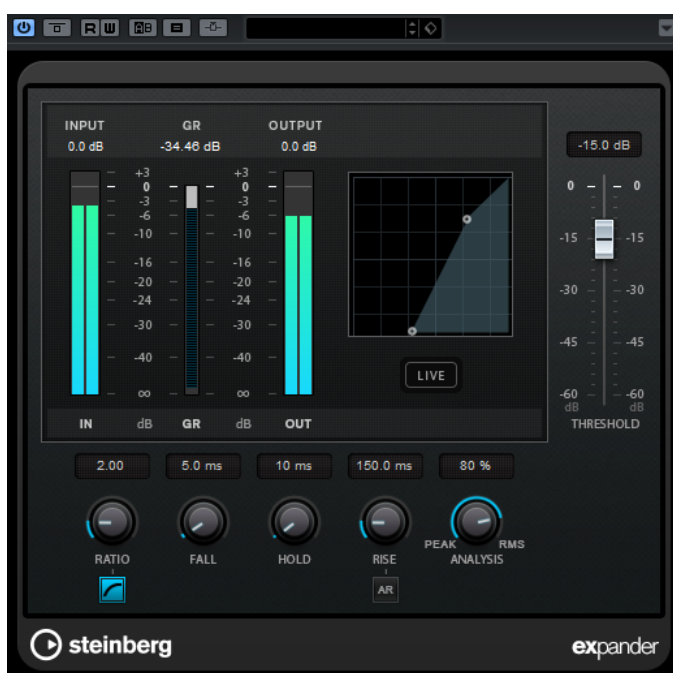 R W AB
INPUT GR OUTPUT
0.0 dB -34.46 dB 0.0 dB
-15.0 dB
+3 +3
0 0
-3 -3
-6 -6
-10 -10
-16 -16
-20 -20
-24 -24
-30 -30
-40 -40
∞ ∞
0 0
-15 -15
-30 -30
-45 -45
-60 -60
dB dB
THRESHOLD
LIVE
IN dB GR dB OUT
2.00 5.0 ms 10 ms 150.0 ms 80 %
PEAK RMS
RATIO FALL HOLD RISE ANALYSIS
AR
steinberg expander